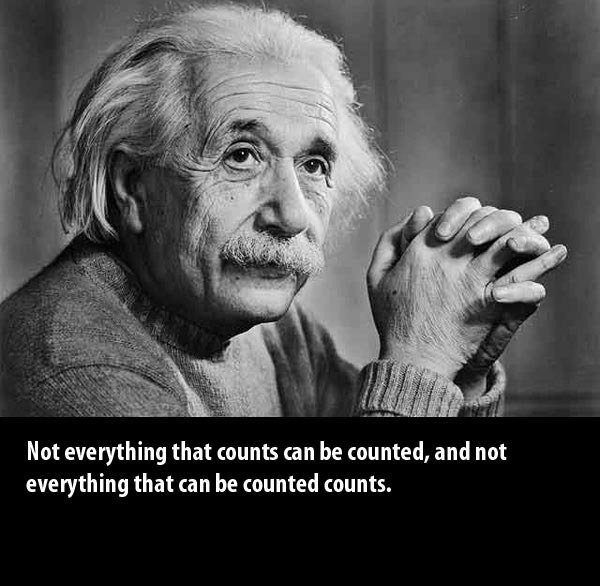 Not everything that counts can be counted, and not
everything that can be counted counts.